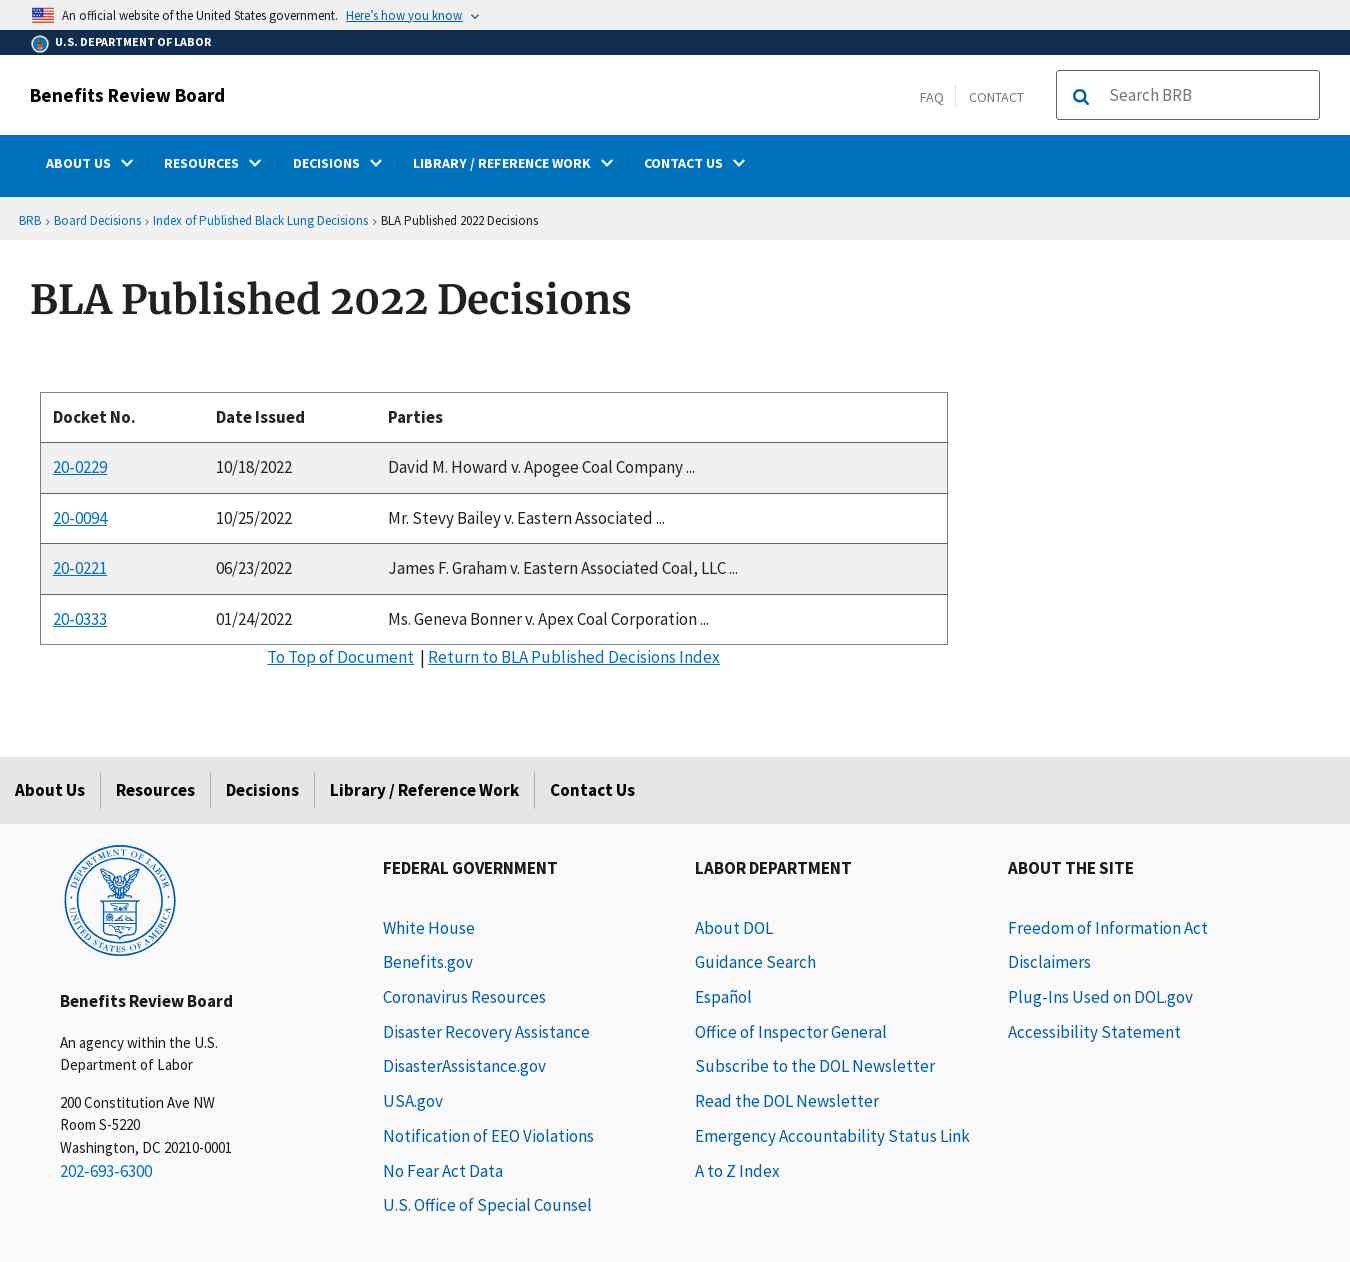 An official website of the United States government. Here’s how you know
U.S. DEPARTMENT OF LABOR
Benefits Review Board
FAQ
CONTACT
Search BRB
ABOUT US
RESOURCES
DECISIONS
LIBRARY / REFERENCE WORK
CONTACT US
BRB › Board Decisions › Index of Published Black Lung Decisions › BLA Published 2022 Decisions
BLA Published 2022 Decisions
Docket No. Date Issued Parties
20-0229 10/18/2022 David M. Howard v. Apogee Coal Company ...
20-0094 10/25/2022 Mr. Stevy Bailey v. Eastern Associated ...
20-0221 06/23/2022 James F. Graham v. Eastern Associated Coal, LLC ...
20-0333 01/24/2022 Ms. Geneva Bonner v. Apex Coal Corporation ...
To Top of Document | Return to BLA Published Decisions Index
About Us
Resources
Decisions
Library / Reference Work
Contact Us
DEPARTMENT OF LABOR
UNITED STATES OF AMERICA
Benefits Review Board
An agency within the U.S.
Department of Labor
200 Constitution Ave NW
Room S-5220
Washington, DC 20210-0001
202-693-6300
FEDERAL GOVERNMENT
White House
Benefits.gov
Coronavirus Resources
Disaster Recovery Assistance
DisasterAssistance.gov
USA.gov
Notification of EEO Violations
No Fear Act Data
U.S. Office of Special Counsel
LABOR DEPARTMENT
About DOL
Guidance Search
Español
Office of Inspector General
Subscribe to the DOL Newsletter
Read the DOL Newsletter
Emergency Accountability Status Link
A to Z Index
ABOUT THE SITE
Freedom of Information Act
Disclaimers
Plug-Ins Used on DOL.gov
Accessibility Statement